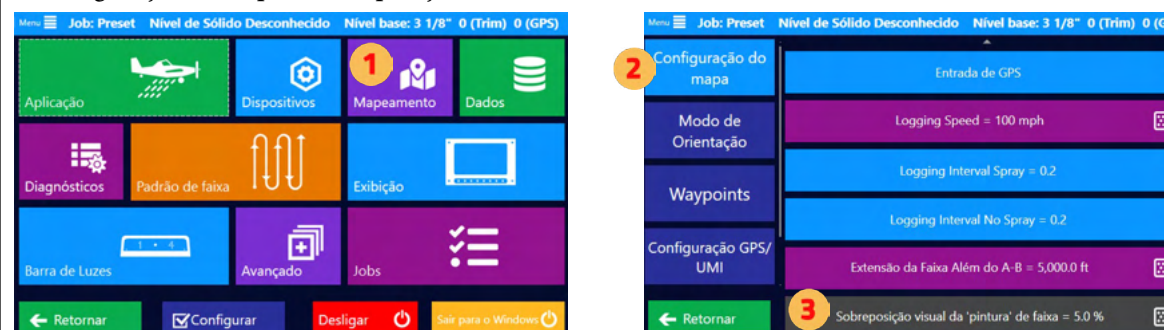 Menu Job: Preset Nível de Sólido Desconhecido Nível base: 3 1/8" 0 (Trim) 0 (GPS)
1
Aplicação
Dispositivos
Mapeamento
Dados
Diagnósticos
Padrão de faixa
Exibição
1 • 4
Barra de Luzes
Avançado
Jobs
Retornar
Configurar
Desligar
Sair para o Windows
Menu Job: Preset Nível de Sólido Desconhecido Nível base: 3 1/8" 0 (Trim) 0 (G
2
Configuração do
mapa
Modo de
Orientação
Waypoints
Configuração GPS/
UMI
Retornar
Entrada de GPS
Logging Speed = 100 mph
Logging Interval Spray = 0.2
Logging Interval No Spray = 0.2
Extensão da Faixa Além do A-B = 5,000.0 ft
3
Sobreposição visual da 'pintura' de faixa = 5.0 %